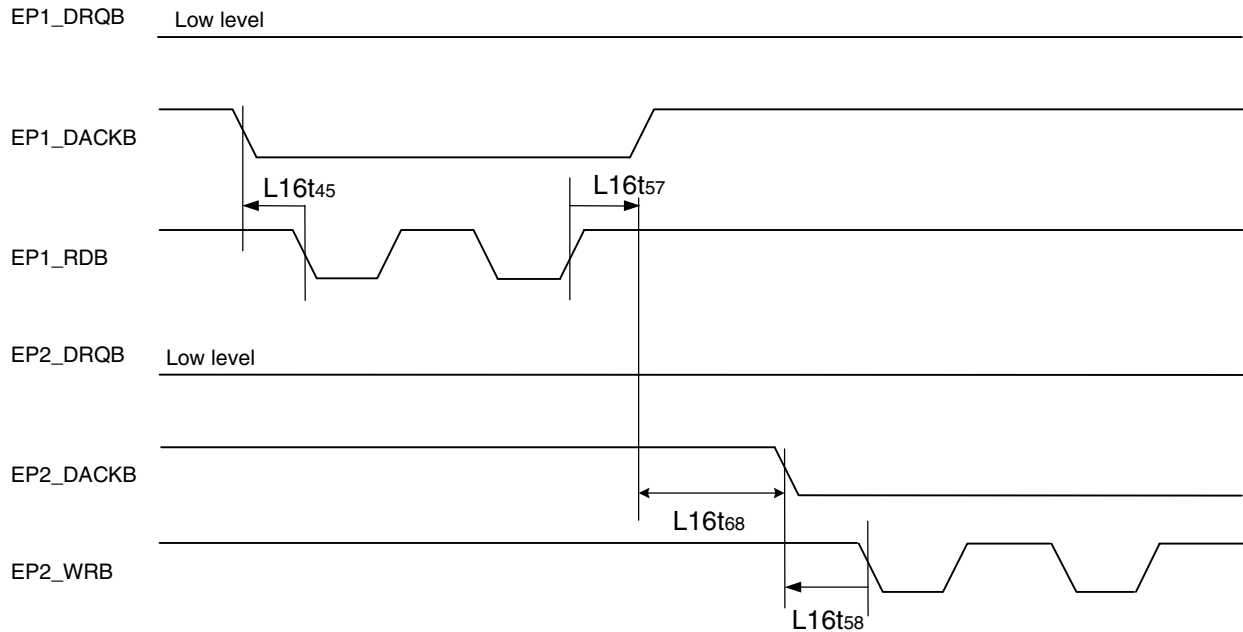 EP1_DRQB Low level
EP1_DACKB
L16t45 L16t57
EP1_RDB
EP2_DRQB Low level
EP2_DACKB
L16t68
EP2_WRB
L16t58